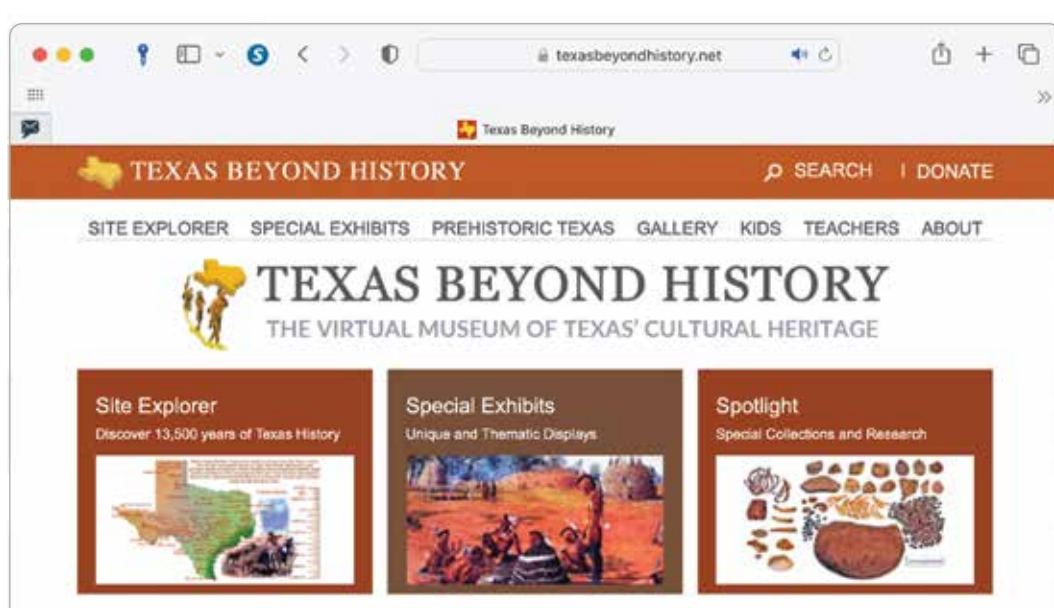 texasbeyondhistory.net
Texas Beyond History
TEXAS BEYOND HISTORY
SEARCH | DONATE
SITE EXPLORER SPECIAL EXHIBITS PREHISTORIC TEXAS GALLERY KIDS TEACHERS ABOUT
TEXAS BEYOND HISTORY
THE VIRTUAL MUSEUM OF TEXAS' CULTURAL HERITAGE
Site Explorer
Discover 13,500 years of Texas History
Special Exhibits
Unique and Thematic Displays
Spotlight
Special Collections and Research